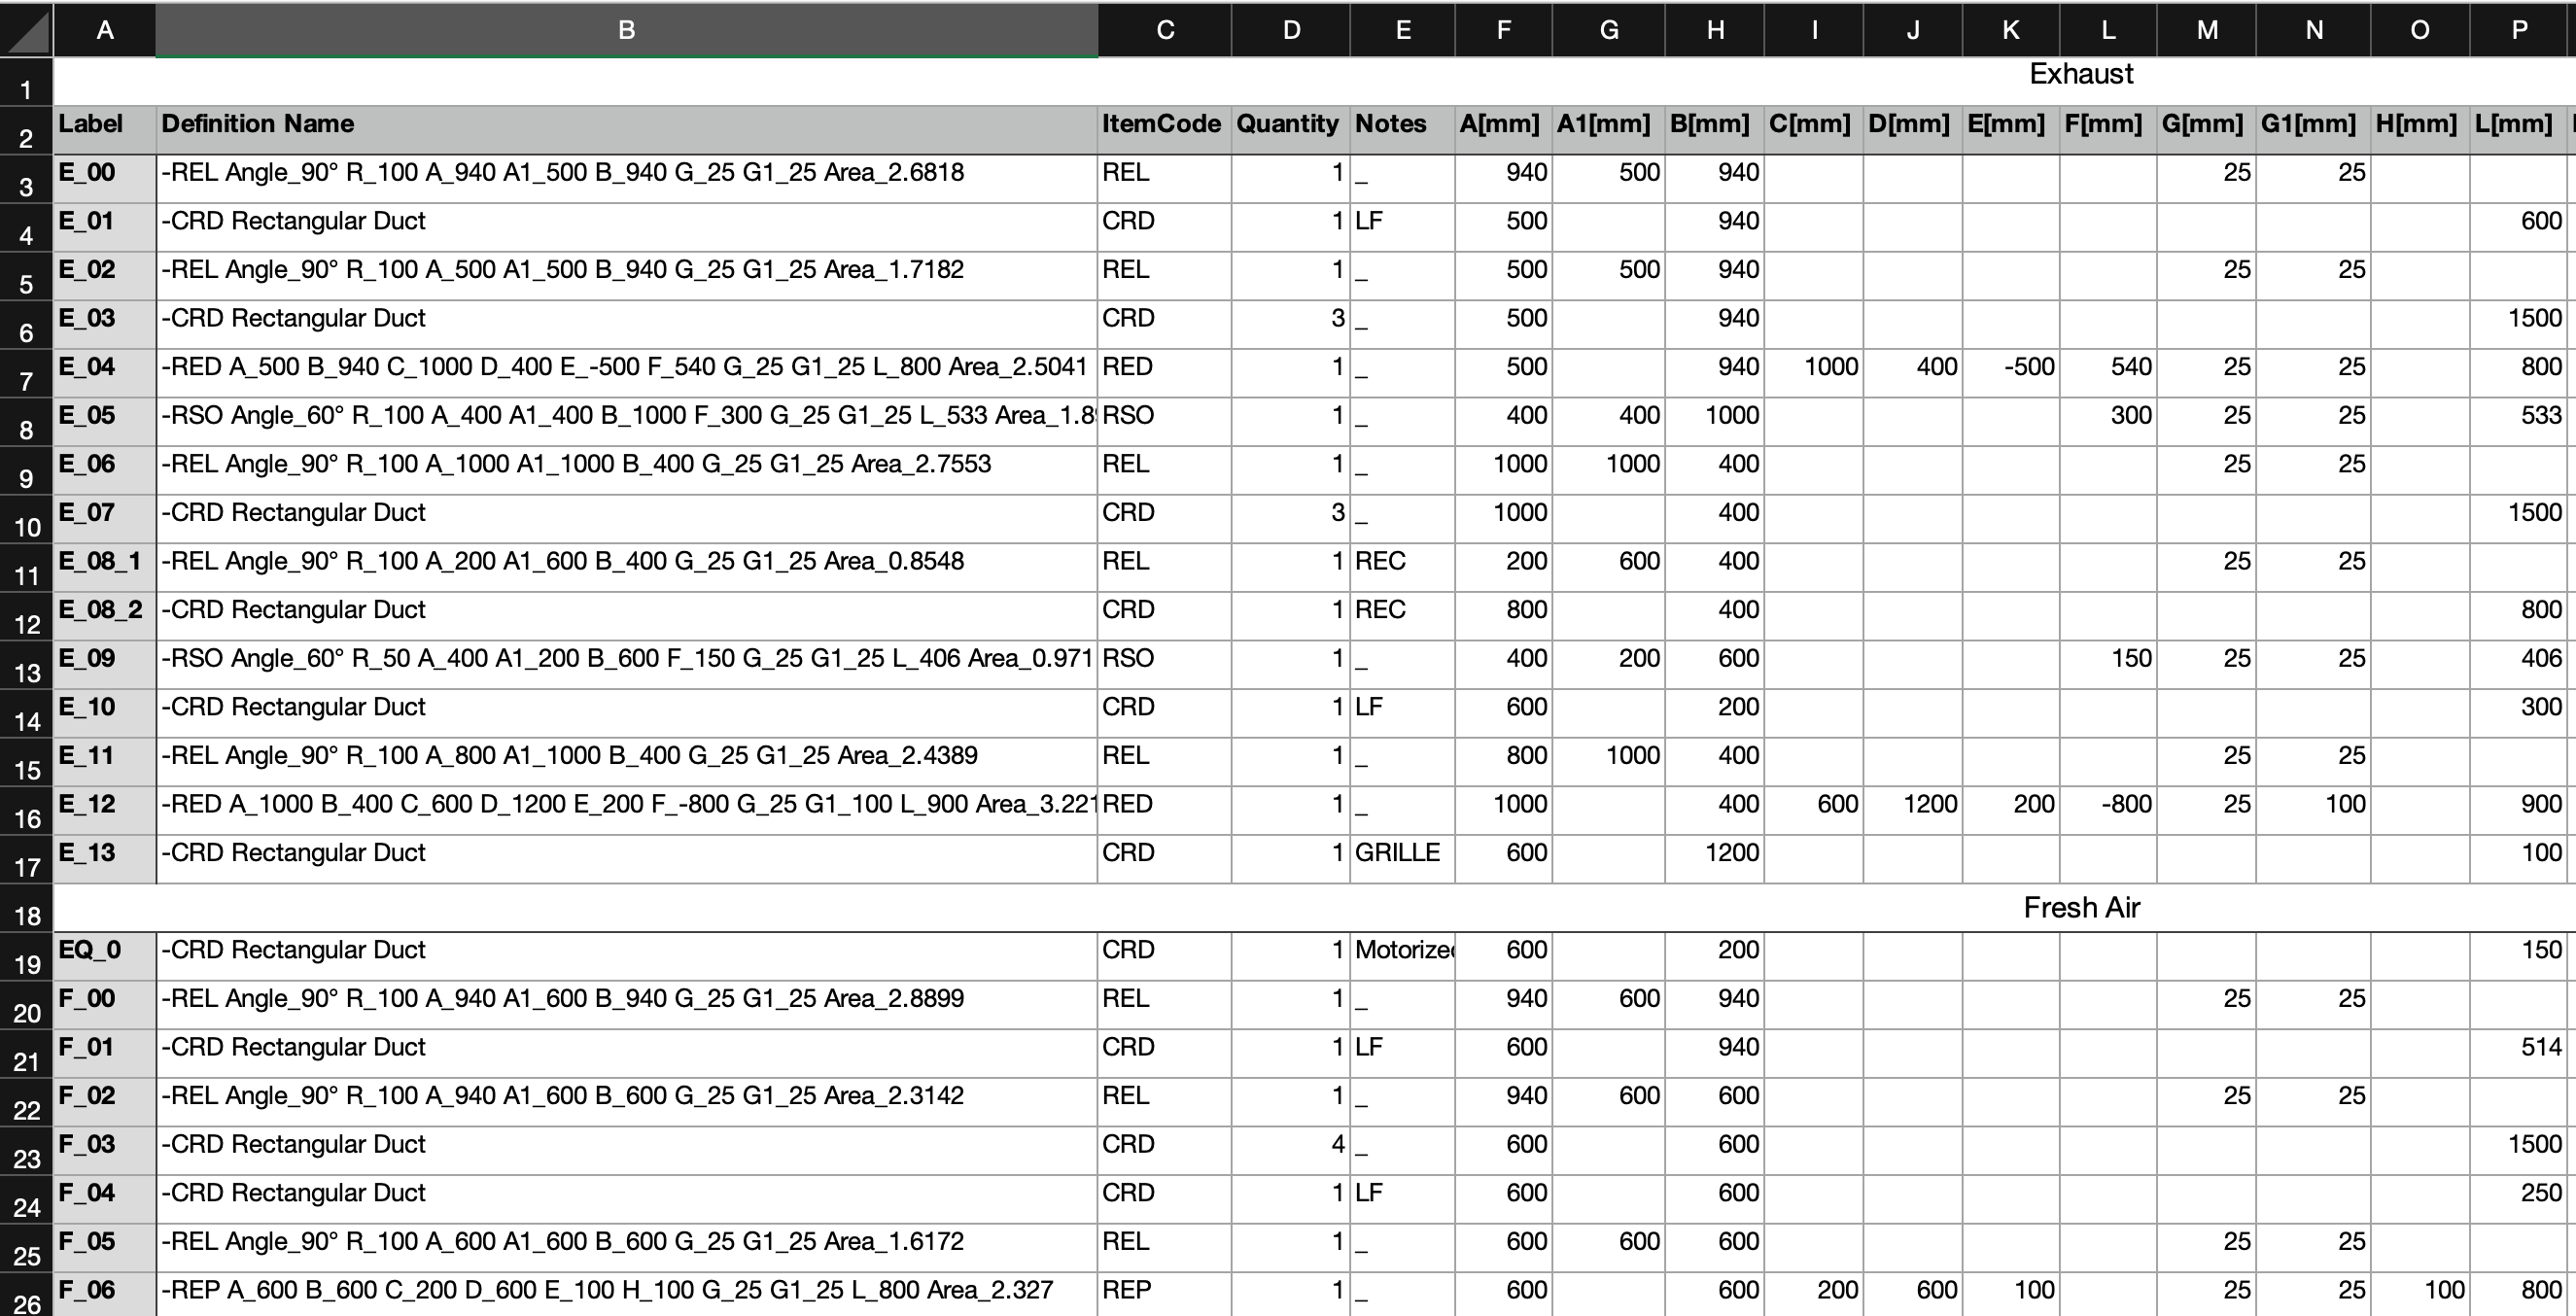 A B C D E F G H I J K L M N O P
1 Exhaust
2 Label Definition Name ItemCode Quantity Notes A[mm] A1[mm] B[mm] C[mm] D[mm] E[mm] F[mm] G[mm] G1[mm] H[mm] L[mm]
3 E_00 -REL Angle_90° R_100 A_940 A1_500 B_940 G_25 G1_25 Area_2.6818 REL 1 _ 940 500 940 25 25
4 E_01 -CRD Rectangular Duct CRD 1 LF 500 940 600
5 E_02 -REL Angle_90° R_100 A_500 A1_500 B_940 G_25 G1_25 Area_1.7182 REL 1 _ 500 500 940 25 25
6 E_03 -CRD Rectangular Duct CRD 3 _ 500 940 1500
7 E_04 -RED A_500 B_940 C_1000 D_400 E_-500 F_540 G_25 G1_25 L_800 Area_2.5041 RED 1 _ 500 940 1000 400 -500 540 25 25 800
8 E_05 -RSO Angle_60° R_100 A_400 A1_400 B_1000 F_300 G_25 G1_25 L_533 Area_1.8 RSO 1 _ 400 400 1000 300 25 25 533
9 E_06 -REL Angle_90° R_100 A_1000 A1_1000 B_400 G_25 G1_25 Area_2.7553 REL 1 _ 1000 1000 400 25 25
10 E_07 -CRD Rectangular Duct CRD 3 _ 1000 400 1500
11 E_08_1 -REL Angle_90° R_100 A_200 A1_600 B_400 G_25 G1_25 Area_0.8548 REL 1 REC 200 600 400 25 25
12 E_08_2 -CRD Rectangular Duct CRD 1 REC 800 400 800
13 E_09 -RSO Angle_60° R_50 A_400 A1_200 B_600 F_150 G_25 G1_25 L_406 Area_0.971 RSO 1 _ 400 200 600 150 25 25 406
14 E_10 -CRD Rectangular Duct CRD 1 LF 600 200 300
15 E_11 -REL Angle_90° R_100 A_800 A1_1000 B_400 G_25 G1_25 Area_2.4389 REL 1 _ 800 1000 400 25 25
16 E_12 -RED A_1000 B_400 C_600 D_1200 E_200 F_-800 G_25 G1_100 L_900 Area_3.221 RED 1 _ 1000 400 600 1200 200 -800 25 100 900
17 E_13 -CRD Rectangular Duct CRD 1 GRILLE 600 1200 100
18 Fresh Air
19 EQ_0 -CRD Rectangular Duct CRD 1 Motorize 600 200 150
20 F_00 -REL Angle_90° R_100 A_940 A1_600 B_940 G_25 G1_25 Area_2.8899 REL 1 _ 940 600 940 25 25
21 F_01 -CRD Rectangular Duct CRD 1 LF 600 940 514
22 F_02 -REL Angle_90° R_100 A_940 A1_600 B_600 G_25 G1_25 Area_2.3142 REL 1 _ 940 600 600 25 25
23 F_03 -CRD Rectangular Duct CRD 4 _ 600 600 1500
24 F_04 -CRD Rectangular Duct CRD 1 LF 600 600 250
25 F_05 -REL Angle_90° R_100 A_600 A1_600 B_600 G_25 G1_25 Area_1.6172 REL 1 _ 600 600 600 25 25
26 F_06 -REP A_600 B_600 C_200 D_600 E_100 H_100 G_25 G1_25 L_800 Area_2.327 REP 1 _ 600 600 200 600 100 25 25 100 800